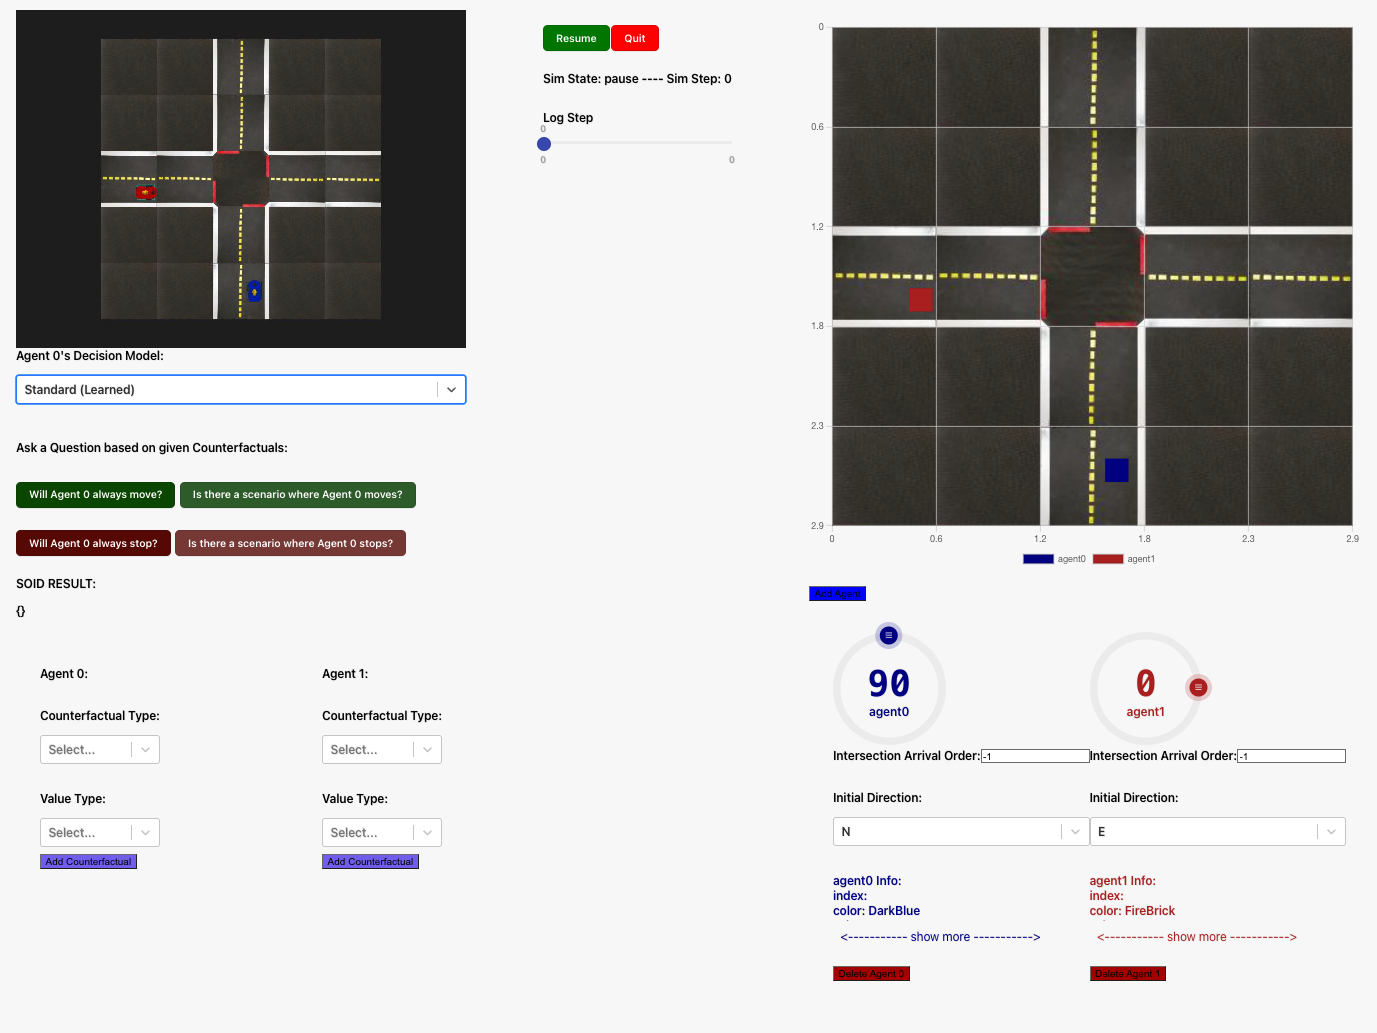 Resume Quit
Sim State: pause ---- Sim Step: 0
Log Step
0
0 0
Agent 0's Decision Model:
Standard (Learned)
Ask a Question based on given Counterfactuals:
Will Agent 0 always move? Is there a scenario where Agent 0 moves?
Will Agent 0 always stop? Is there a scenario where Agent 0 stops?
SOID RESULT:
{}
Agent 0: Agent 1:
Counterfactual Type: Counterfactual Type:
Select... Select...
Value Type: Value Type:
Select... Select...
Add Counterfactual Add Counterfactual
0
0.6
1.2
1.8
2.3
2.9
0 0.6 1.2 1.8 2.3 2.9
agent0 agent1
Add Agent
90 0
agent0 agent1
Intersection Arrival Order: -1 Intersection Arrival Order: -1
Initial Direction: Initial Direction:
N E
agent0 Info: agent1 Info:
index: index:
color: DarkBlue color: FireBrick
<----------- show more -----------> <----------- show more ----------->
Delete Agent 0 Delete Agent 1